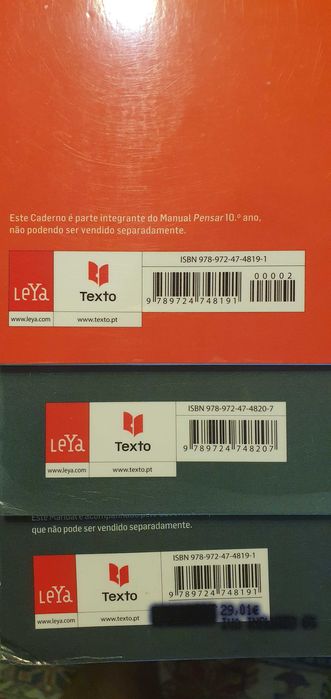 Este Caderno é parte integrante do Manual Pensar 10.º ano,
não podendo ser vendido separadamente.
ISBN 978-972-47-4819-1
00002
LeYa
Texto
9 789724 748191
www.leya.com
www.texto.pt
ISBN 978-972-47-4820-7
LeYa
Texto
9 789724 748207
www.leya.com
www.texto.pt
Este Manual é acompanhado
que não pode ser vendido separadamente.
ISBN 978-972-47-4819-1
LeYa
Texto
9 789724 748191
29,01€
www.leya.com
www.texto.pt